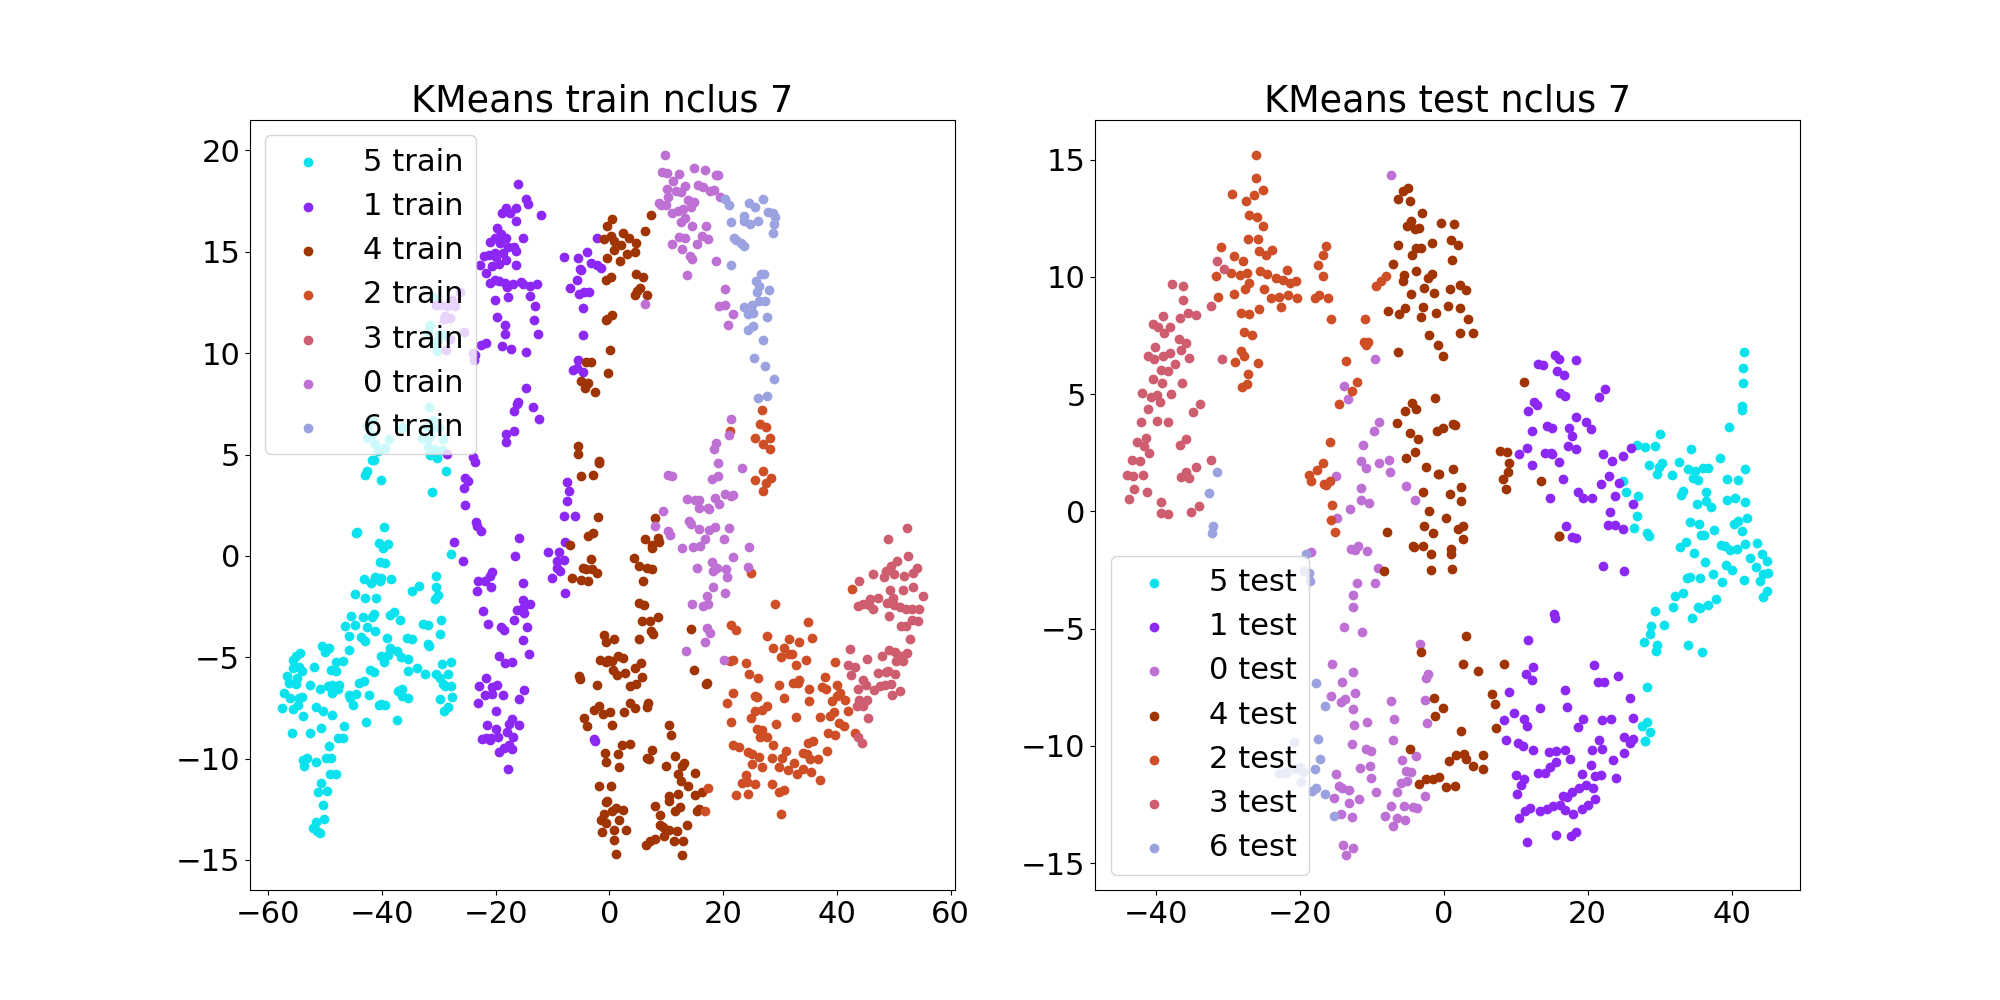 KMeans train nclus 7
20
15
10
5
0
−5
−10
−15
−60 −40 −20 0 20 40 60
5 train
1 train
4 train
2 train
3 train
0 train
6 train
KMeans test nclus 7
15
10
5
0
−5
−10
−15
−40 −20 0 20 40
5 test
1 test
0 test
4 test
2 test
3 test
6 test